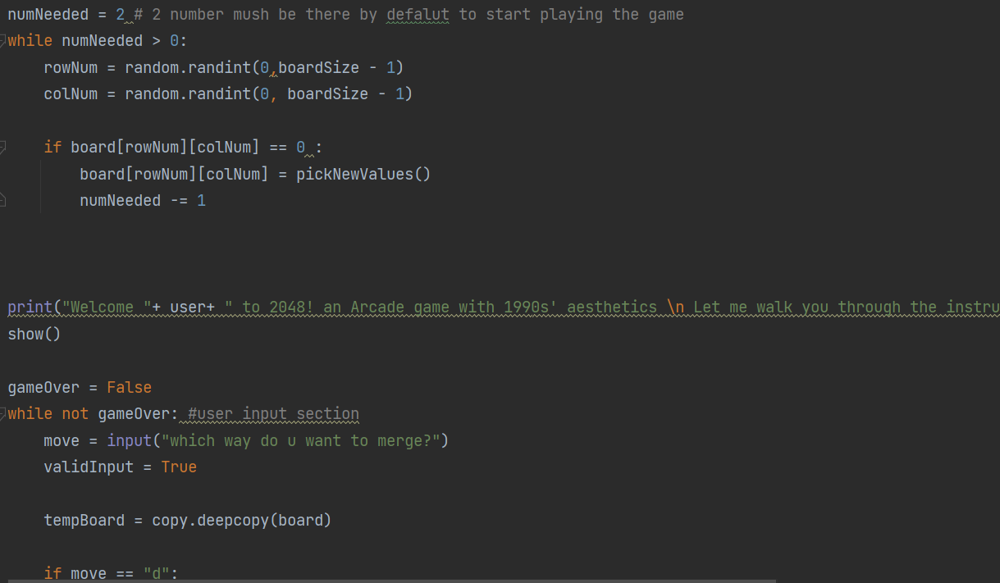 numNeeded = 2 # 2 number mush be there by defalut to start playing the game
while numNeeded > 0:
    rowNum = random.randint(0,boardSize - 1)
    colNum = random.randint(0, boardSize - 1)
    if board[rowNum][colNum] == 0 :
        board[rowNum][colNum] = pickNewValues()
        numNeeded -= 1
print("Welcome "+ user+ " to 2048! an Arcade game with 1990s' aesthetics \n Let me walk you through the instru
show()
gameOver = False
while not gameOver: #user input section
    move = input("which way do u want to merge?")
    validInput = True
    tempBoard = copy.deepcopy(board)
    if move == "d":